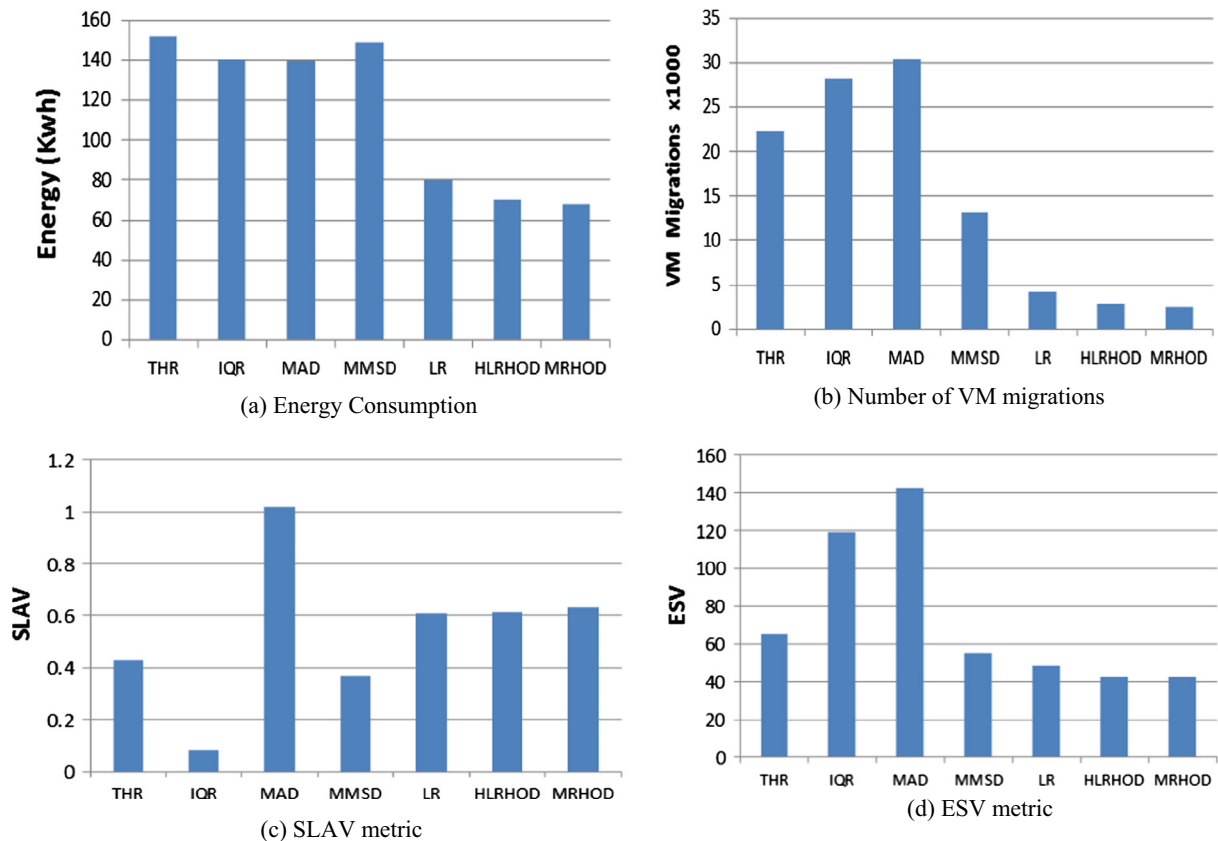 160
140
120
100
80
60
40
20
0
Energy (Kwh)
THR IQR MAD MMSD LR HLRHOD MRHOD
(a) Energy Consumption
35
30
25
20
15
10
5
0
VM Migrations x1000
THR IQR MAD MMSD LR HLRHOD MRHOD
(b) Number of VM migrations
1.2
1
0.8
0.6
0.4
0.2
0
SLAV
THR IQR MAD MMSD LR HLRHOD MRHOD
(c) SLAV metric
160
140
120
100
80
60
40
20
0
ESV
THR IQR MAD MMSD LR HLRHOD MRHOD
(d) ESV metric